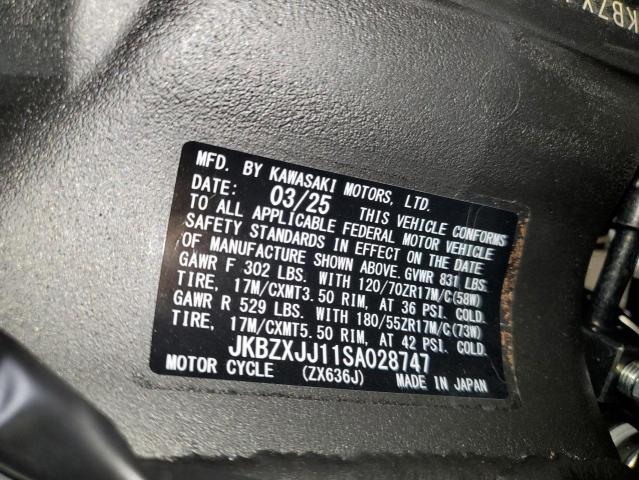 MFD. BY KAWASAKI MOTORS, LTD.
DATE: 03/25 THIS VEHICLE CONFORMS
TO ALL APPLICABLE FEDERAL MOTOR VEHICLE
SAFETY STANDARDS IN EFFECT ON THE DATE
OF MANUFACTURE SHOWN ABOVE. GVWR 831 LBS.
GAWR F 302 LBS. WITH 120/70ZR17M/C(58W)
TIRE, 17M/CXMT3.50 RIM, AT 36 PSI. COLD.
GAWR R 529 LBS. WITH 180/55ZR17M/C(73W)
TIRE, 17M/CXMT5.50 RIM, AT 42 PSI. COLD.
JKBZXJJ11SA028747
MOTOR CYCLE (ZX636J) MADE IN JAPAN